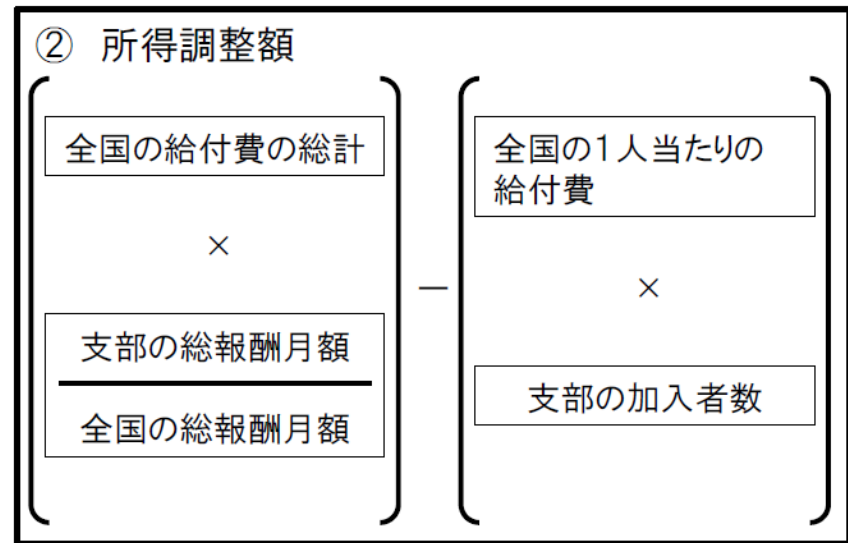 ② 所得調整額
全国の給付費の総計
×
支部の総報酬月額
全国の総報酬月額
－
全国の1人当たりの
給付費
×
支部の加入者数